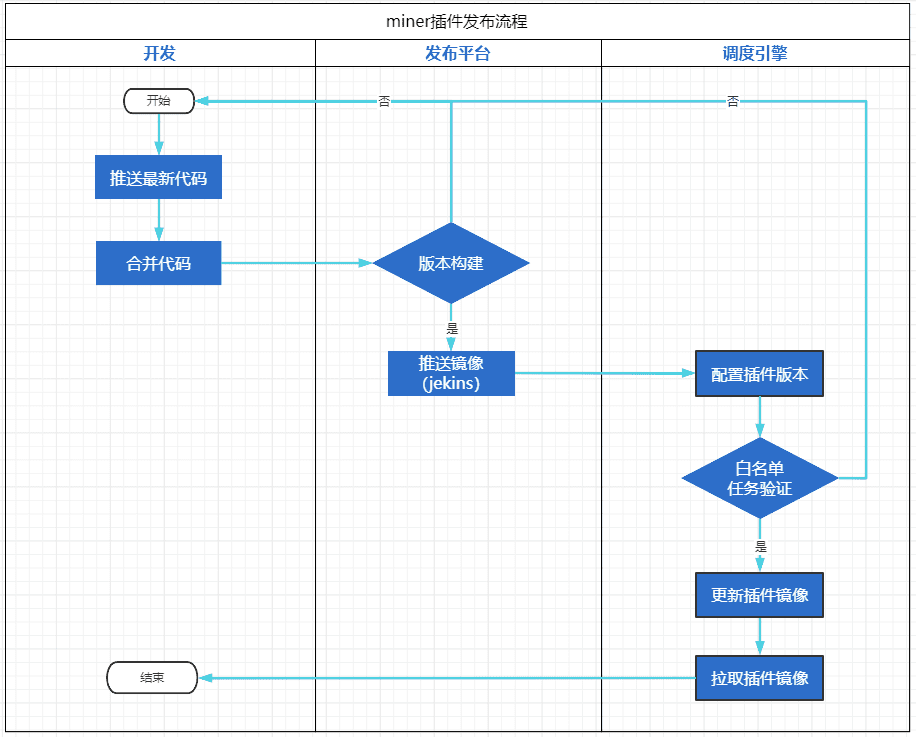 miner插件发布流程
开发
发布平台
调度引擎
开始
否
否
推送最新代码
合并代码
版本构建
是
推送镜像
（jekins）
配置插件版本
白名单
任务验证
是
更新插件镜像
结束
拉取插件镜像